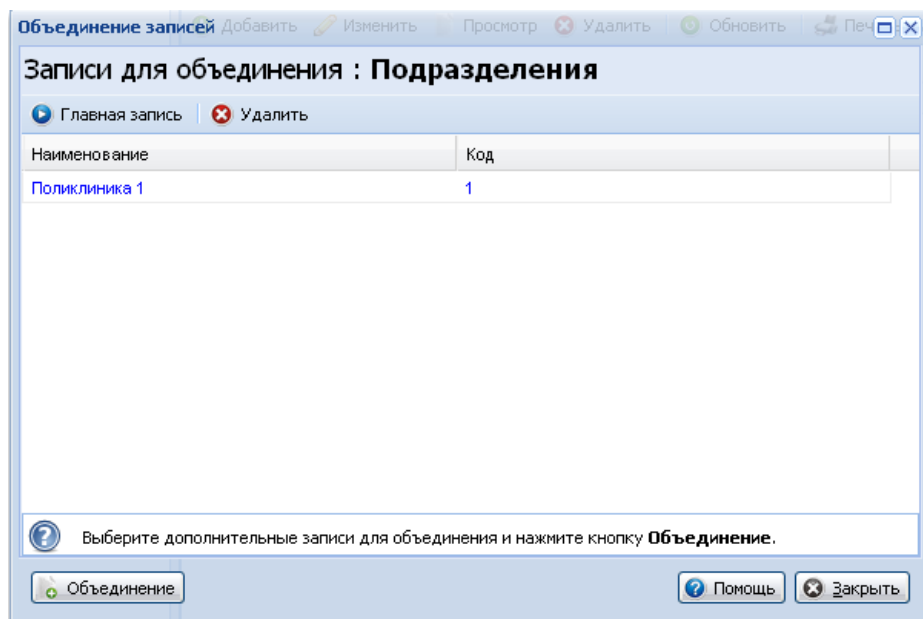 Объединение записей Добавить Изменить Просмотр Удалить Обновить Печ
Записи для объединения : Подразделения
Главная запись Удалить
Наименование Код
Поликлиника 1 1
Выберите дополнительные записи для объединения и нажмите кнопку Объединение.
Объединение Помощь Закрыть